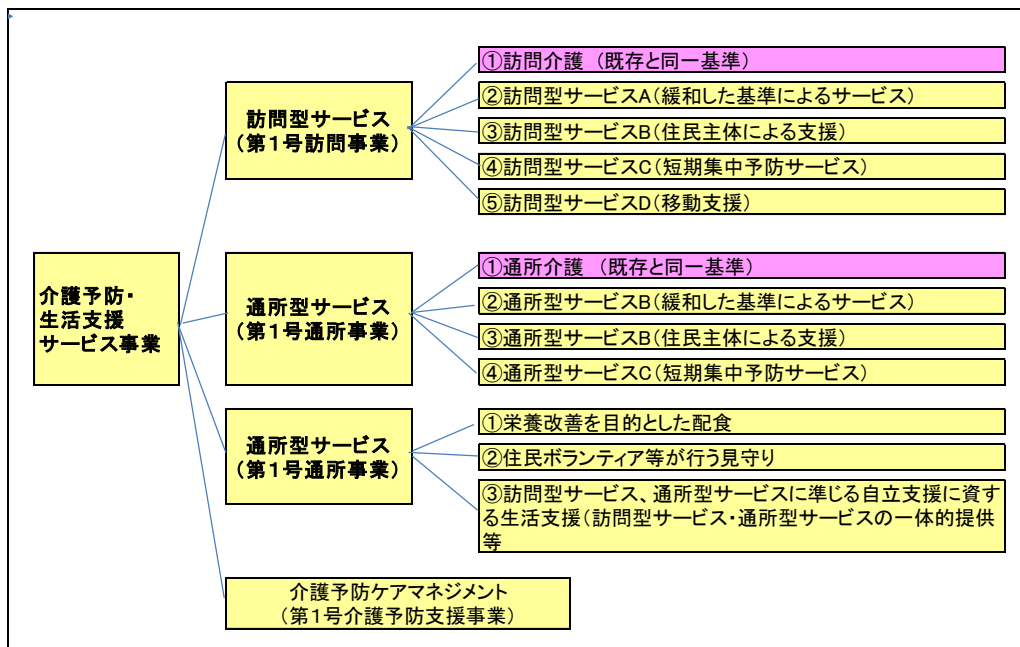 介護予防・
生活支援
サービス事業
訪問型サービス
(第1号訪問事業)
①訪問介護 (既存と同一基準)
②訪問型サービスA(緩和した基準によるサービス)
③訪問型サービスB(住民主体による支援)
④訪問型サービスC(短期集中予防サービス)
⑤訪問型サービスD(移動支援)
通所型サービス
(第1号通所事業)
①通所介護 (既存と同一基準)
②通所型サービスB(緩和した基準によるサービス)
③通所型サービスB(住民主体による支援)
④通所型サービスC(短期集中予防サービス)
通所型サービス
(第1号通所事業)
①栄養改善を目的とした配食
②住民ボランティア等が行う見守り
③訪問型サービス、通所型サービスに準じる自立支援に資す
る生活支援(訪問型サービス・通所型サービスの一体的提供
等
介護予防ケアマネジメント
(第1号介護予防支援事業)